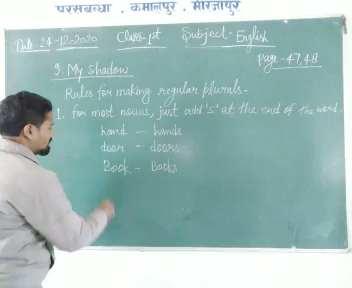 परसबन्धा , कमालपुर , मीरजापुर
Date-24-12-2020 Class-1st Subject- English
Page-47,48
9. My shadow
Rules for making regular plurals-
1. for most nouns, just add 's' at the end of the word.
hand - hands
door - doors
Book - Books